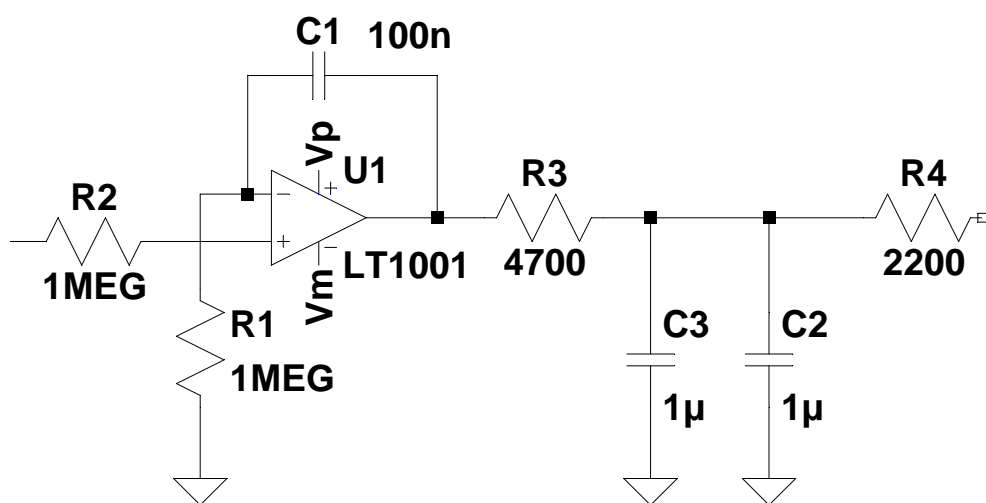 C1 100n
Vp
U1
R2
1MEG
Vm
LT1001
R1
1MEG
R3
4700
R4
2200
C3
1µ
C2
1µ